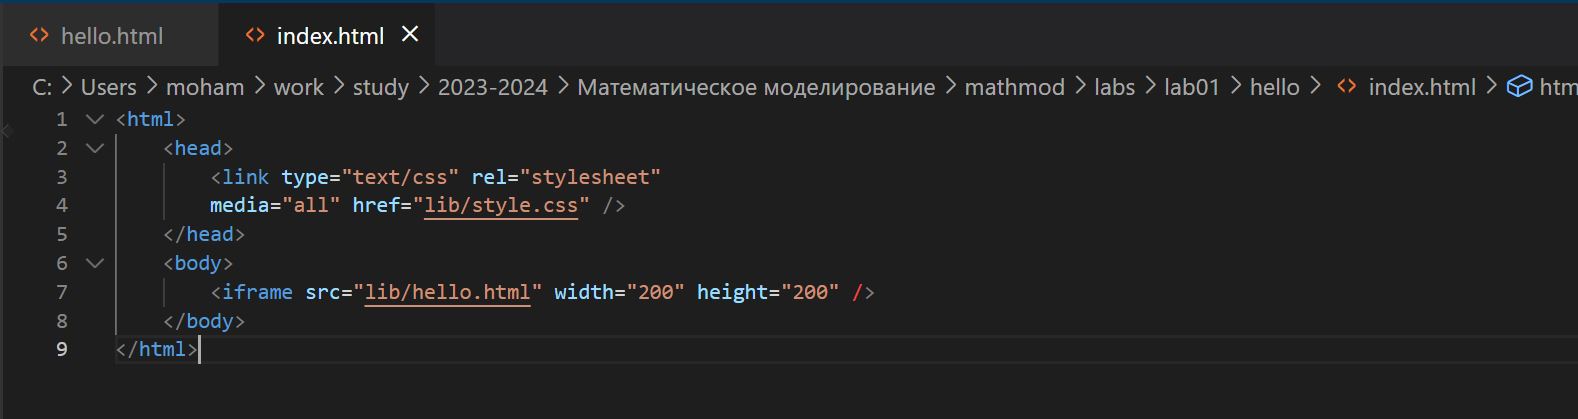 hello.html index.html
C: > Users > moham > work > study > 2023-2024 > Математическое моделирование > mathmod > labs > lab01 > hello > index.html > htm
1 <html>
2 <head>
3 <link type="text/css" rel="stylesheet"
4 media="all" href="lib/style.css" />
5 </head>
6 <body>
7 <iframe src="lib/hello.html" width="200" height="200" />
8 </body>
9 </html>